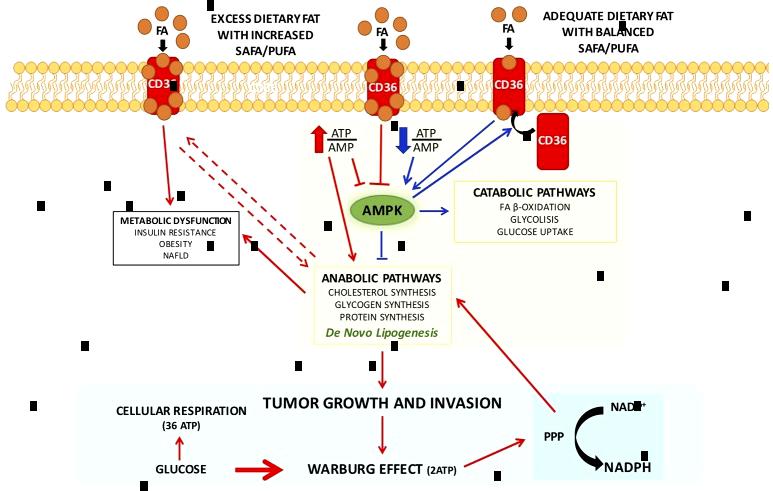 EXCESS DIETARY FAT
WITH INCREASED
SAFA/PUFA
ADEQUATE DIETARY FAT
WITH BALANCED
SAFA/PUFA
FA
FA
FA
CD36
CD36
CD36
ATP
AMP
ATP
AMP
AMPK
METABOLIC DYSFUNCTION
INSULIN RESISTANCE
OBESITY
NAFLD
CATABOLIC PATHWAYS
FA β-OXIDATION
GLYCOLISIS
GLUCOSE UPTAKE
ANABOLIC PATHWAYS
CHOLESTEROL SYNTHESIS
GLYCOGEN SYNTHESIS
PROTEIN SYNTHESIS
De Novo Lipogenesis
TUMOR GROWTH AND INVASION
CELLULAR RESPIRATION
(36 ATP)
GLUCOSE
WARBURG EFFECT (2ATP)
PPP
NADPH